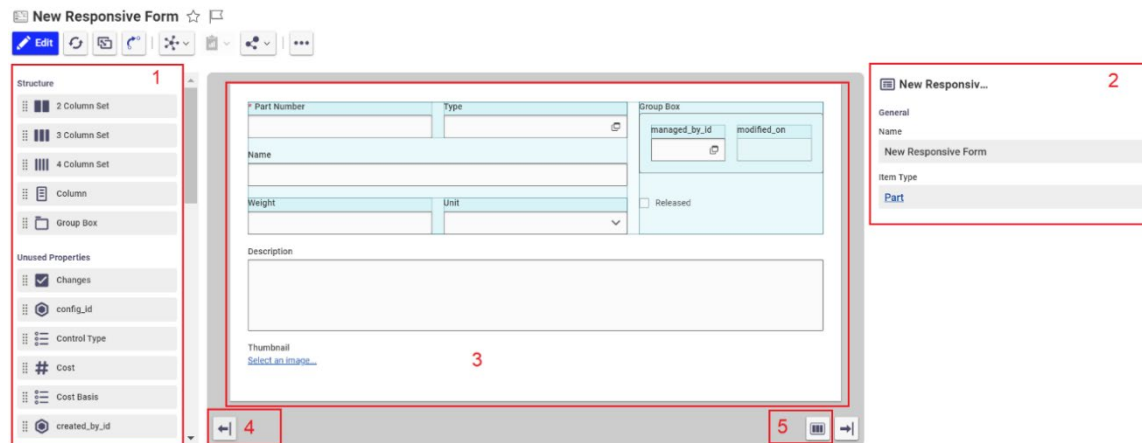 New Responsive Form
Edit
1
Structure
2 Column Set
3 Column Set
4 Column Set
Column
Group Box
Unused Properties
Changes
config_id
Control Type
Cost
Cost Basis
created_by_id
* Part Number
Type
Group Box
managed_by_id
modified_on
Name
Weight
Unit
Released
Description
Thumbnail
Select an image...
3
4
5
2
New Responsiv...
General
Name
New Responsive Form
Item Type
Part